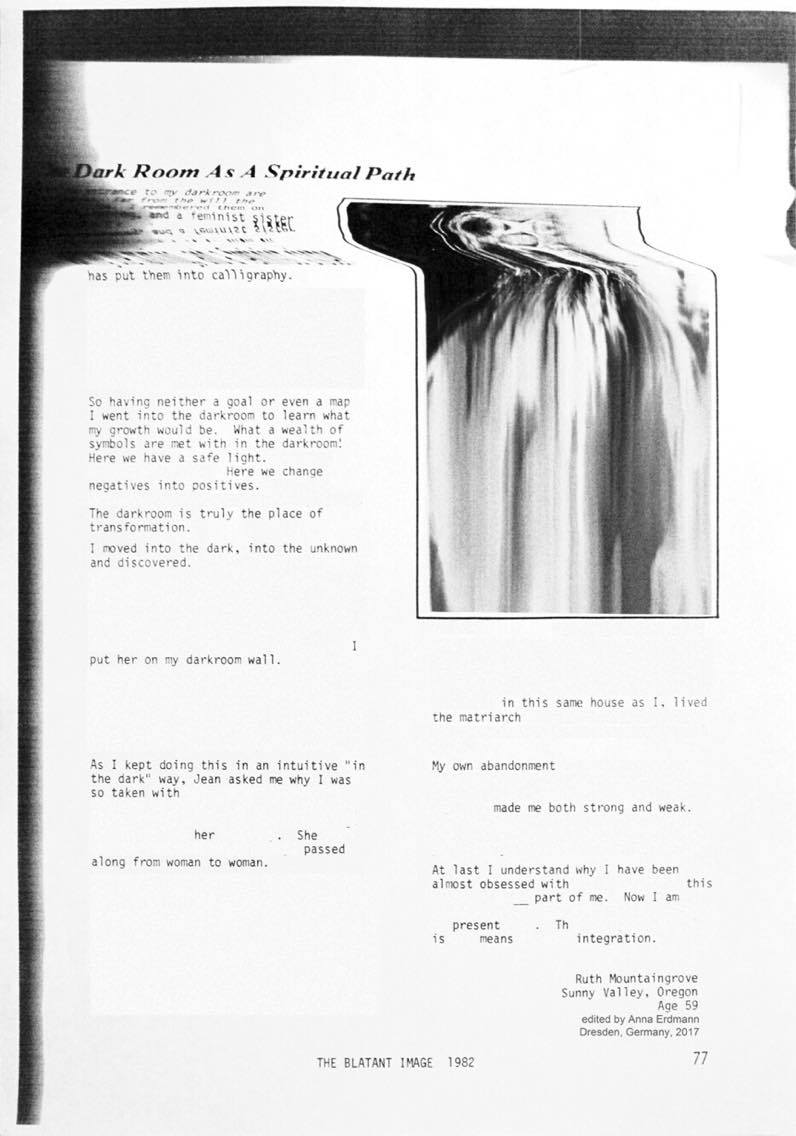 Dark Room As A Spiritual Path
to my darkroom are
far from the will the
remembered them on
and a feminist sister
and a feminist sister
has put them into calligraphy.
So having neither a goal or even a map
I went into the darkroom to learn what
my growth would be. What a wealth of
symbols are met with in the darkroom!
Here we have a safe light.
Here we change
negatives into positives.
The darkroom is truly the place of
transformation.
I moved into the dark, into the unknown
and discovered.
I
put her on my darkroom wall.
As I kept doing this in an intuitive "in
the dark" way, Jean asked me why I was
so taken with
her . She
passed
along from woman to woman.
in this same house as I, lived
the matriarch
My own abandonment
made me both strong and weak.
At last I understand why I have been
almost obsessed with this
part of me. Now I am
present . Th
is means integration.
Ruth Mountaingrove
Sunny Valley, Oregon
Age 59
edited by Anna Erdmann
Dresden, Germany, 2017
THE BLATANT IMAGE 1982
77